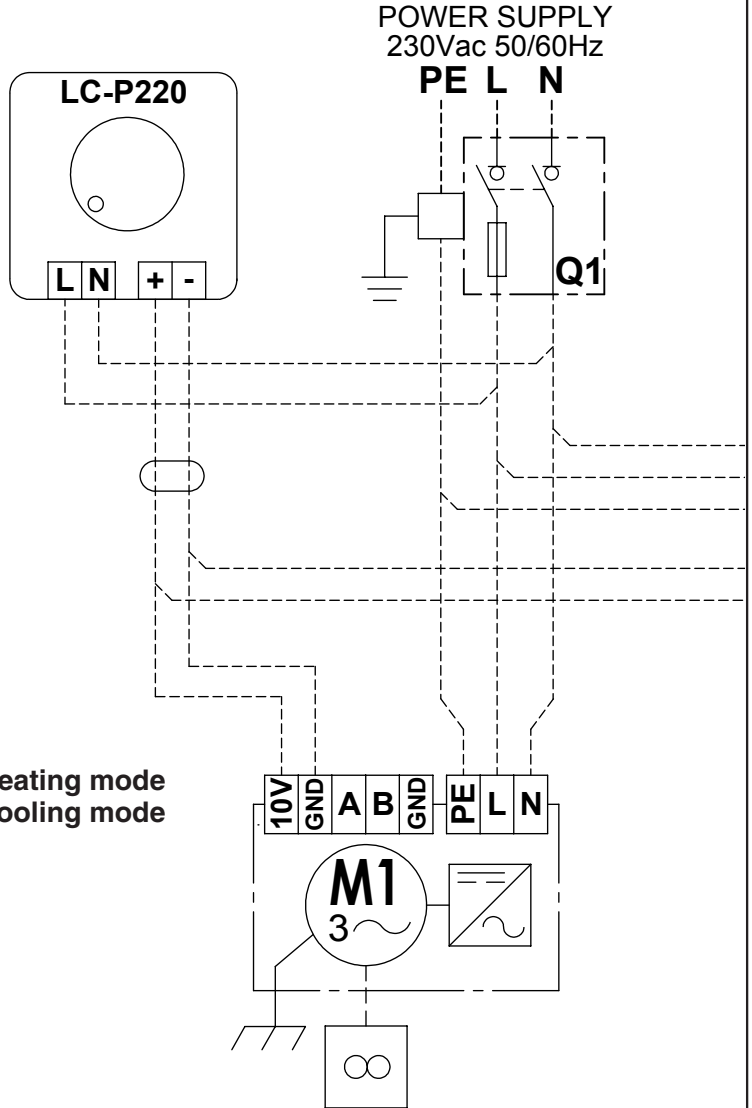 POWER SUPPLY
230Vac 50/60Hz
PE L N
LC-P220
L N + -
Q1
eating mode
ooling mode
10V GND A B GND PE L N
M1
3